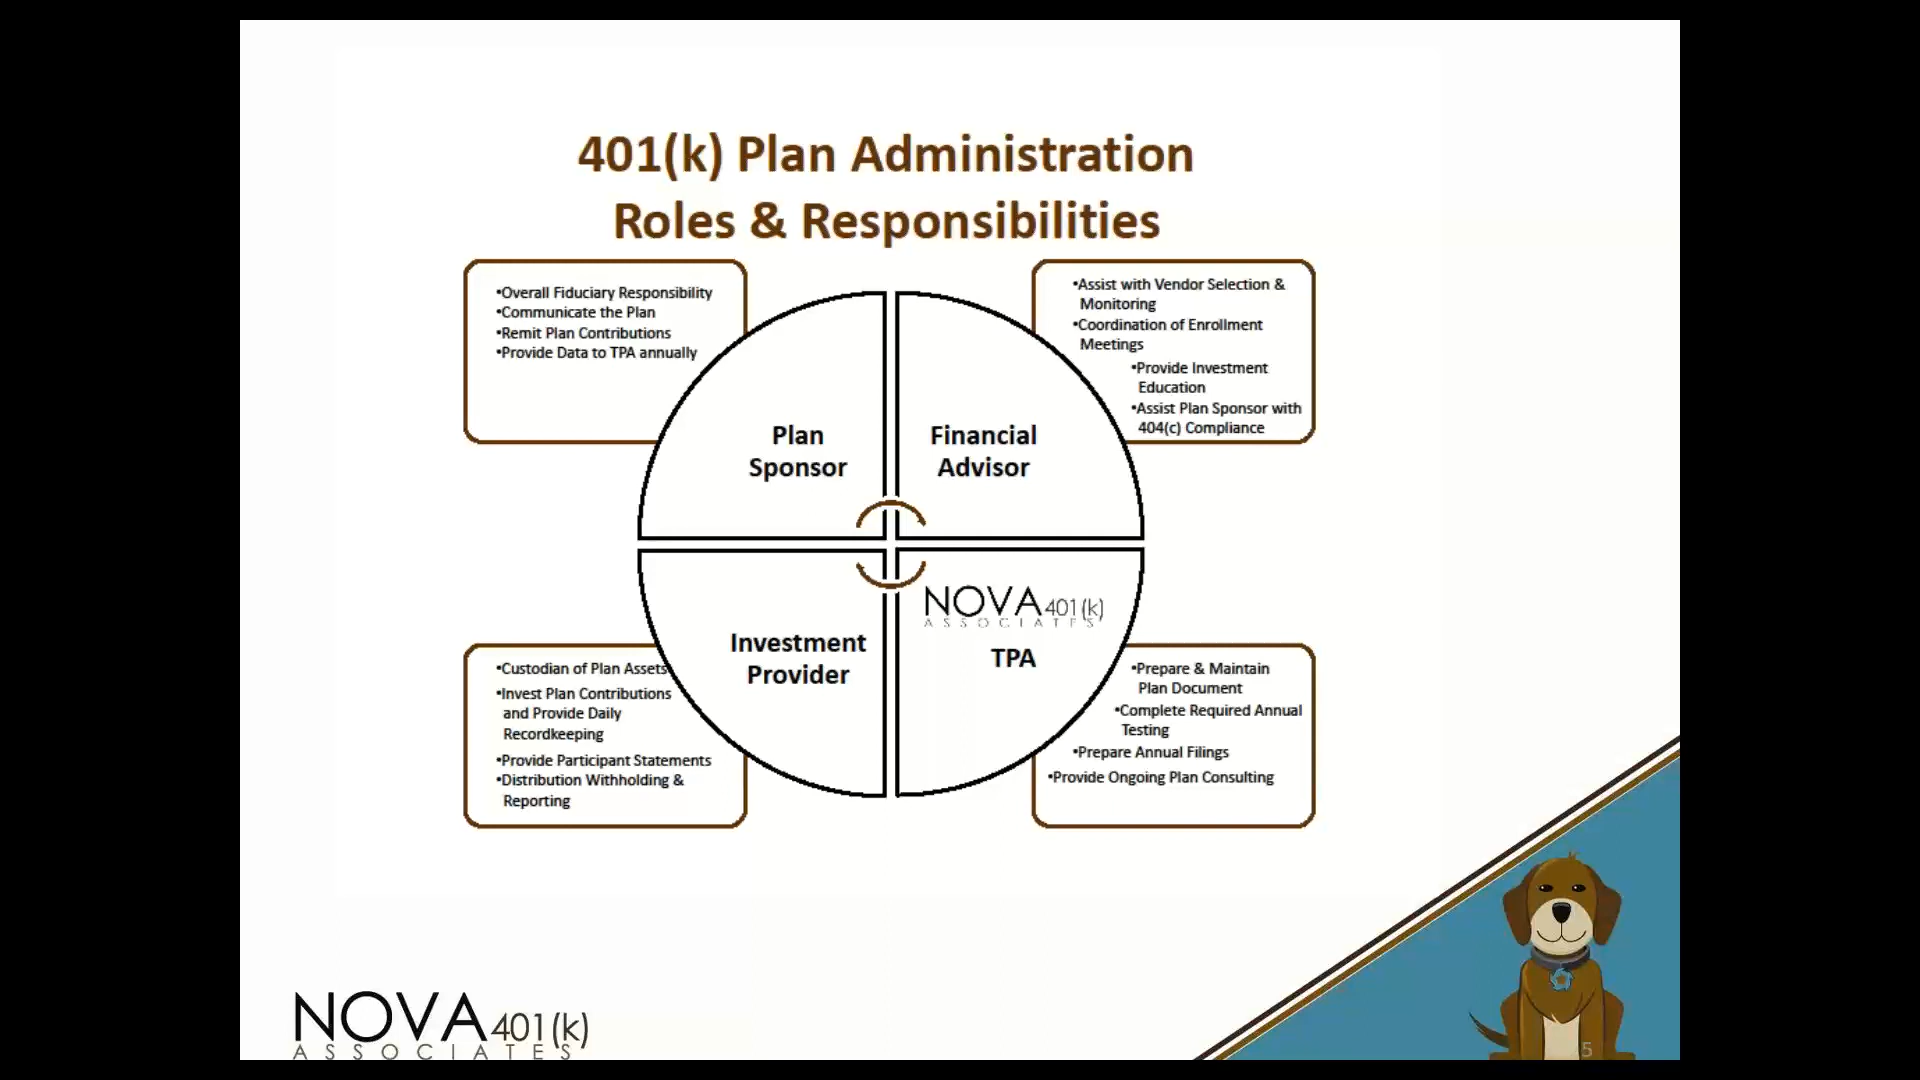 401(k) Plan Administration
Roles & Responsibilities
•Overall Fiduciary Responsibility
•Communicate the Plan
•Remit Plan Contributions
•Provide Data to TPA annually
•Assist with Vendor Selection &
Monitoring
•Coordination of Enrollment
Meetings
•Provide Investment
Education
•Assist Plan Sponsor with
404(c) Compliance
Plan
Sponsor
Financial
Advisor
Investment
Provider
NOVA 401(k)
ASSOCIATES
TPA
•Custodian of Plan Assets
•Invest Plan Contributions
and Provide Daily
Recordkeeping
•Provide Participant Statements
•Distribution Withholding &
Reporting
•Prepare & Maintain
Plan Document
•Complete Required Annual
Testing
•Prepare Annual Filings
•Provide Ongoing Plan Consulting
NOVA 401(k)
ASSOCIATES
5